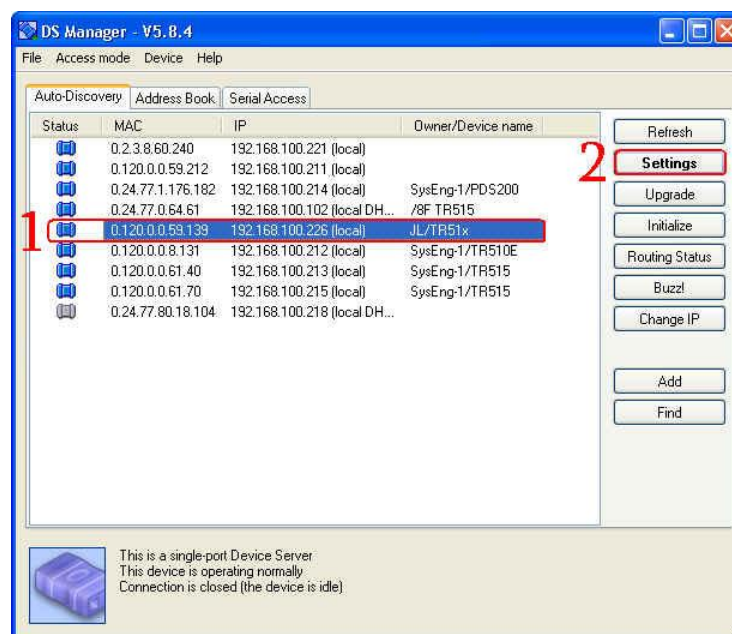 DS Manager - V5.8.4
File Access mode Device Help
Auto-Discovery Address Book Serial Access
Status MAC IP Owner/Device name
0.2.3.8.60.240 192.168.100.221 (local)
0.120.0.0.59.212 192.168.100.211 (local)
0.24.77.1.176.182 192.168.100.214 (local) SysEng-1/PDS200
0.24.77.0.64.61 192.168.100.102 (local DH... /8F TR515
1 0.120.0.0.59.139 192.168.100.226 (local) JL/TR51x
0.120.0.0.8.131 192.168.100.212 (local) SysEng-1/TR510E
0.120.0.0.61.40 192.168.100.213 (local) SysEng-1/TR515
0.120.0.0.61.70 192.168.100.215 (local) SysEng-1/TR515
0.24.77.80.18.104 192.168.100.218 (local DH...
Refresh
2 Settings
Upgrade
Initialize
Routing Status
Buzz!
Change IP
Add
Find
This is a single-port Device Server
This device is operating normally
Connection is closed (the device is idle)